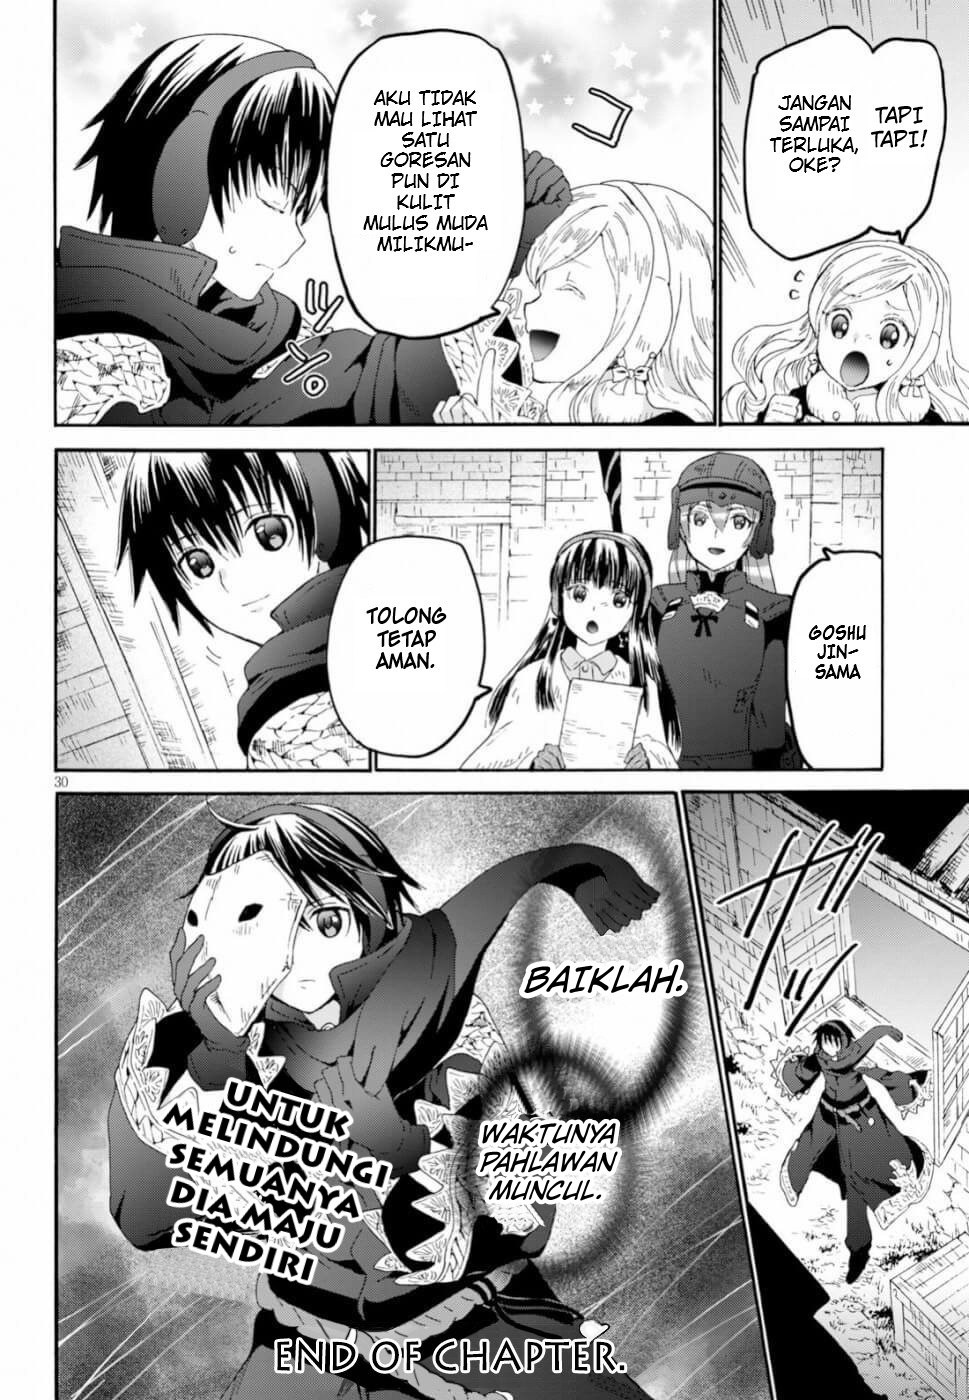 TAPI
TAPI!
JANGAN
SAMPAI
TERLUKA,
OKE?
AKU TIDAK
MAU LIHAT
SATU
GORESAN
PUN DI
KULIT
MULUS MUDA
MILIKMU-
コ
GOSHU
JIN-
SAMA
TOLONG
TETAP
AMAN.
30
BAIKLAH.
WAKTUNYA
PAHLAWAN
MUNCUL.
UNTUK
MELINDUNGI
SEMUANYA
DIA MAJU
SENDIRI
END OF CHAPTER.